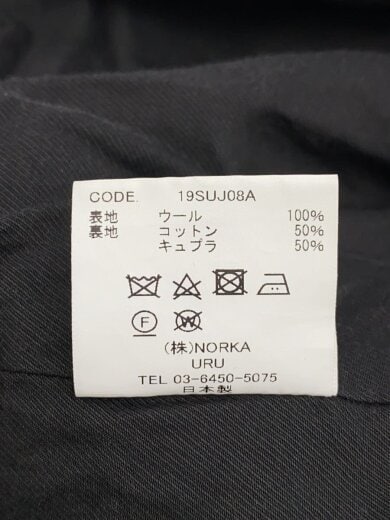 CODE. 19SUJ08A
表地 ウール 100%
裏地 コットン 50%
キュプラ 50%
F W
(株)NORKA
URU
TEL 03-6450-5075
日本製